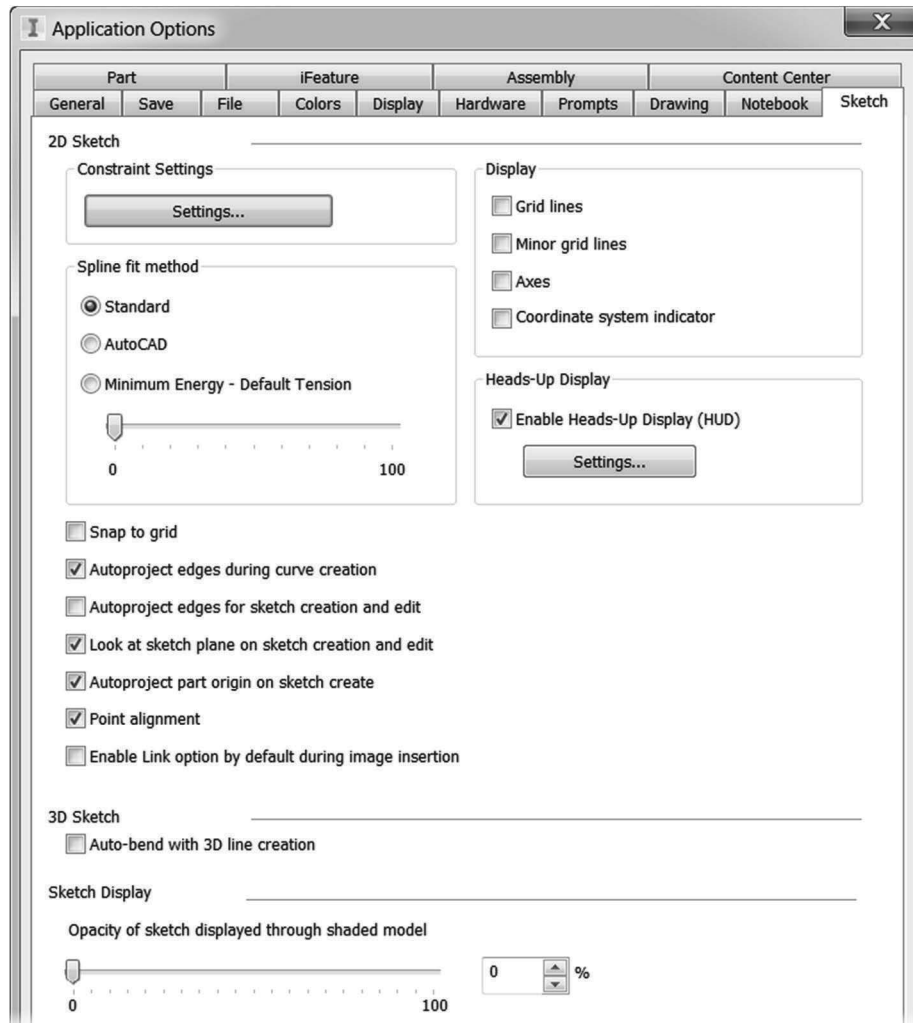 I Application Options X
Part iFeature Assembly Content Center
General Save File Colors Display Hardware Prompts Drawing Notebook Sketch
2D Sketch
Constraint Settings
Settings...
Spline fit method
Standard
AutoCAD
Minimum Energy - Default Tension
0 100
Display
Grid lines
Minor grid lines
Axes
Coordinate system indicator
Heads-Up Display
Enable Heads-Up Display (HUD)
Settings...
Snap to grid
Autoproject edges during curve creation
Autoproject edges for sketch creation and edit
Look at sketch plane on sketch creation and edit
Autoproject part origin on sketch create
Point alignment
Enable Link option by default during image insertion
3D Sketch
Auto-bend with 3D line creation
Sketch Display
Opacity of sketch displayed through shaded model
0 %
0 100